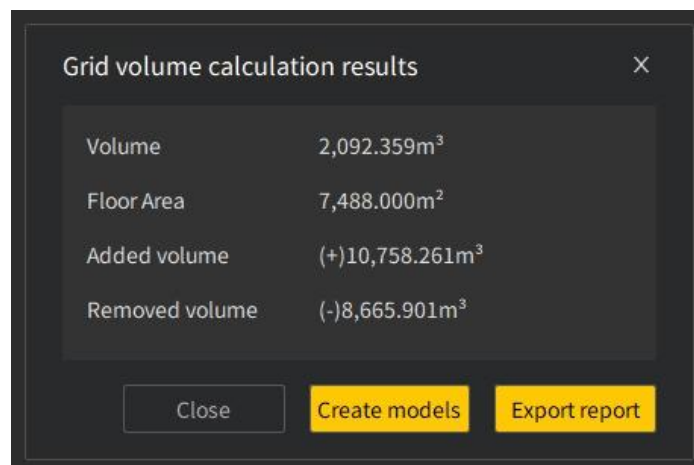 Grid volume calculation results X
Volume 2,092.359m³
Floor Area 7,488.000m²
Added volume (+)10,758.261m³
Removed volume (-)8,665.901m³
Close Create models Export report